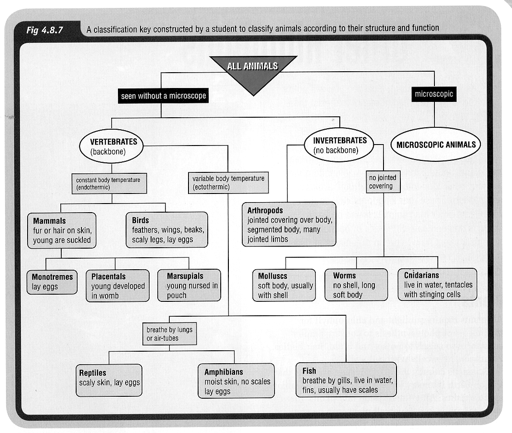 Fig 4.8.7
A classification key constructed by a student to classify animals according to their structure and function
ALL ANIMALS
seen without a microscope
microscopic
VERTEBRATES
(backbone)
INVERTEBRATES
(no backbone)
MICROSCOPIC ANIMALS
constant body temperature
(endothermic)
variable body temperature
(ectothermic)
no jointed
covering
Mammals
fur or hair on skin,
young are suckled
Birds
feathers, wings, beaks,
scaly legs, lay eggs
Arthropods
jointed covering over body,
segmented body, many
jointed limbs
Monotremes
lay eggs
Placentals
young developed
in womb
Marsupials
young nursed in
pouch
Molluscs
soft body, usually
with shell
Worms
no shell, long
soft body
Cnidarians
live in water, tentacles
with stinging cells
breathe by lungs
or air-tubes
Reptiles
scaly skin, lay eggs
Amphibians
moist skin, no scales
lay eggs
Fish
breathe by gills, live in water,
fins, usually have scales